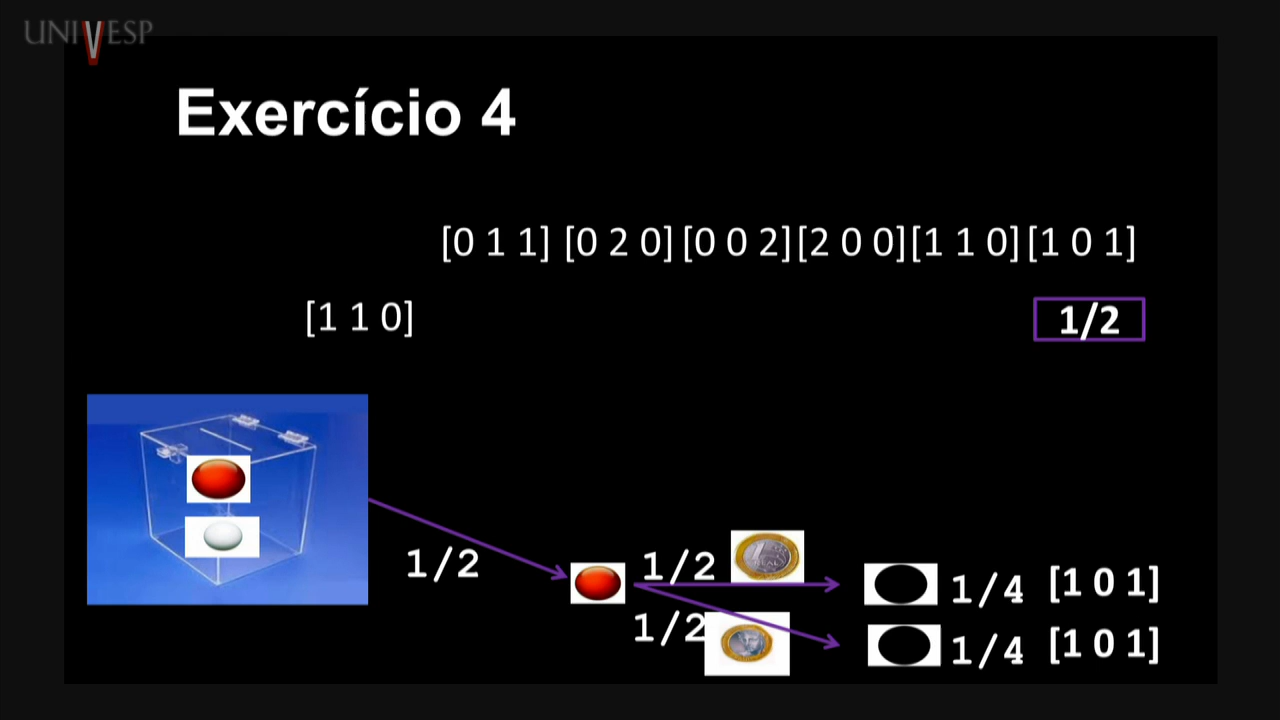 UNIVESP
Exercício 4
[0 1 1] [0 2 0] [0 0 2] [2 0 0] [1 1 0] [1 0 1]
[1 1 0] 1/2
1/2 1/2 1/4 [1 0 1]
1/2 1/4 [1 0 1]